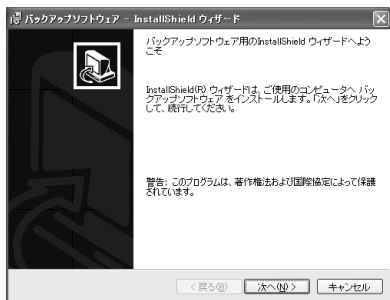 バックアップソフトウェア - InstallShield ウィザード
バックアップソフトウェア用のInstallShield ウィザードへよう
こそ
InstallShield(R) ウィザードは、ご使用のコンピュータへ バッ
クアップソフトウェア をインストールします。「次へ」をクリック
して、続行してください。
警告: このプログラムは、著作権法および国際協定によって保護
されています。
< 戻る(B)
次へ(N) >
キャンセル